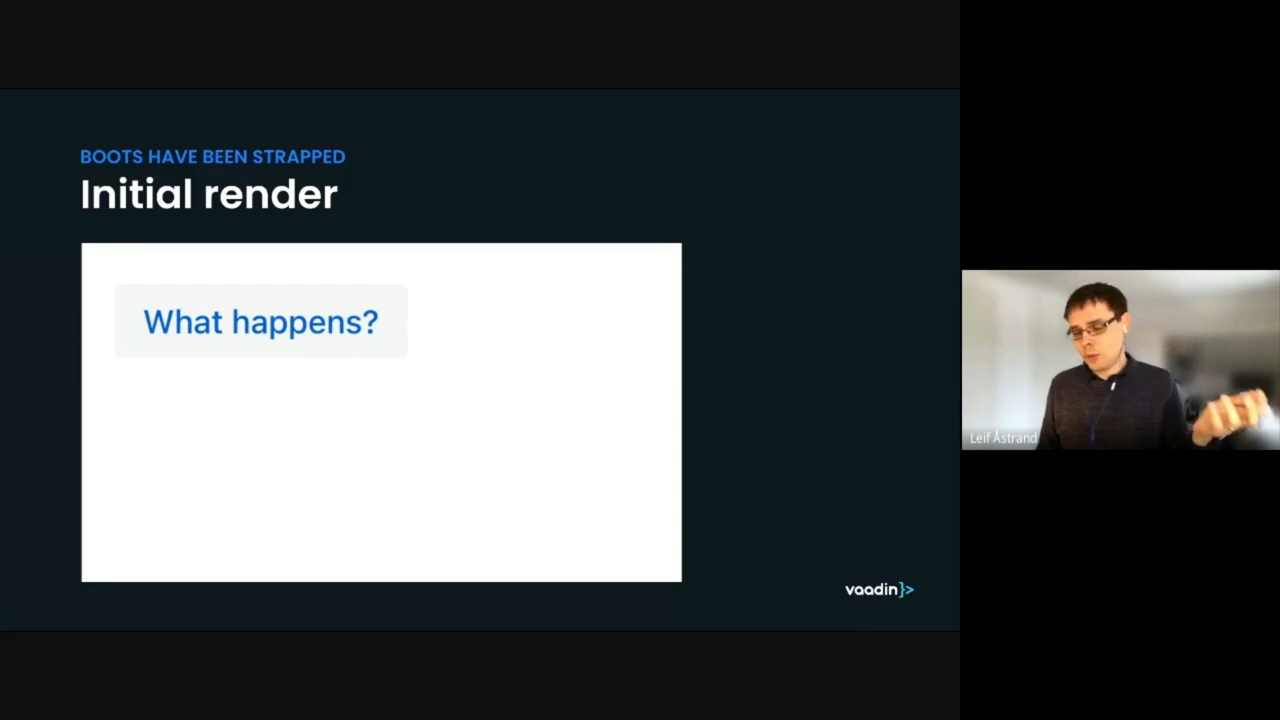 BOOTS HAVE BEEN STRAPPED
Initial render
What happens?
vaadin}>
Leif Åstrand